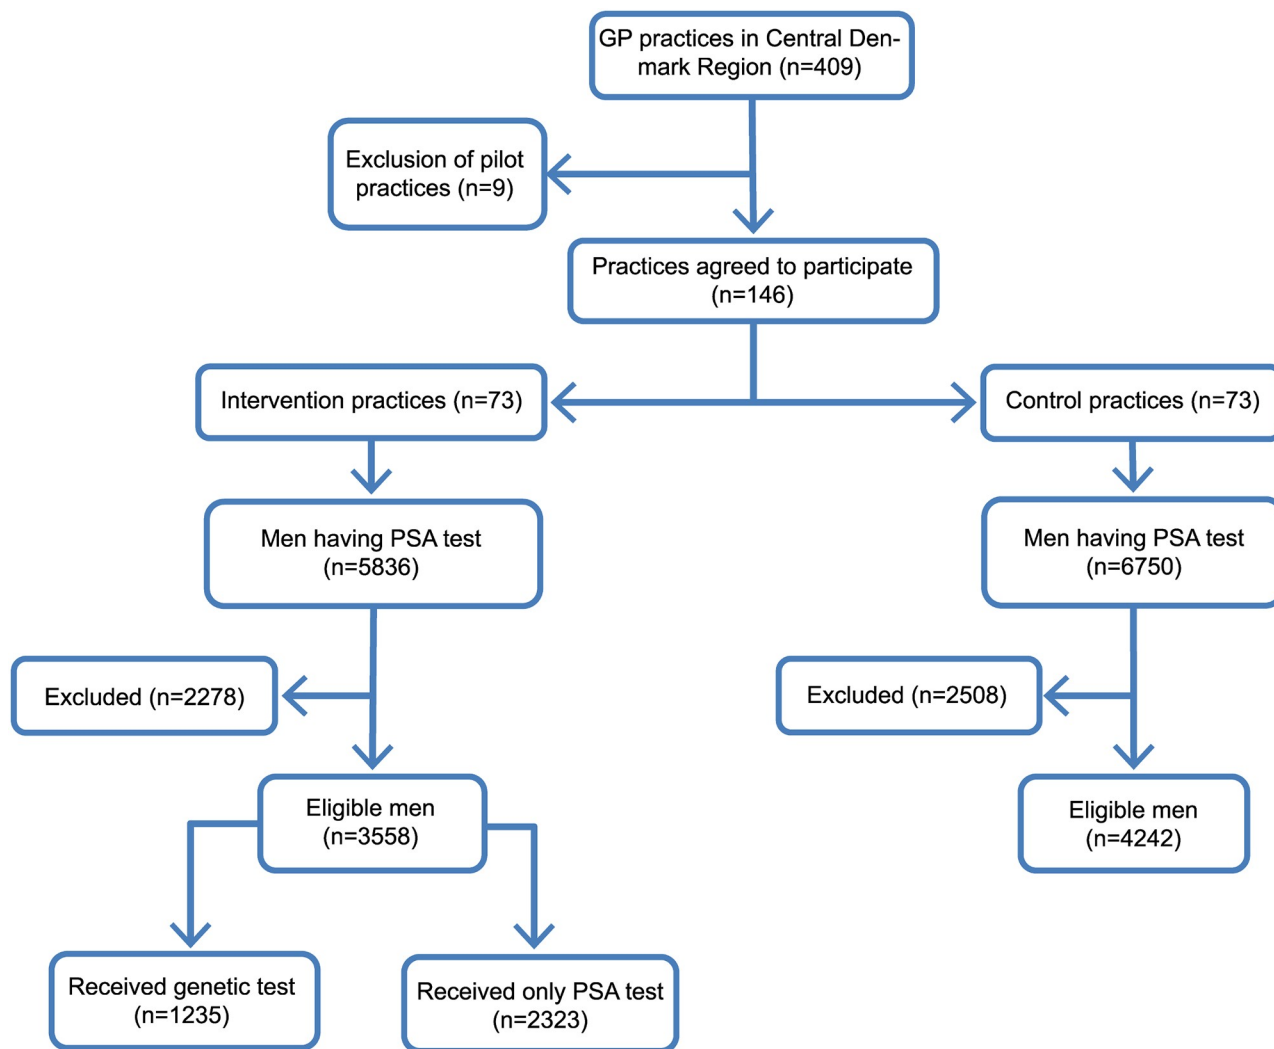 GP practices in Central Den-
mark Region (n=409)
Exclusion of pilot
practices (n=9)
Practices agreed to participate
(n=146)
Intervention practices (n=73)
Control practices (n=73)
Men having PSA test
(n=5836)
Men having PSA test
(n=6750)
Excluded (n=2278)
Excluded (n=2508)
Eligible men
(n=3558)
Eligible men
(n=4242)
Received genetic test
(n=1235)
Received only PSA test
(n=2323)